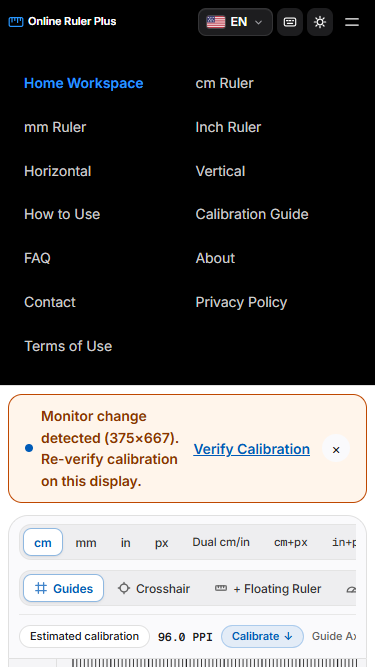 Online Ruler Plus
EN
Home Workspace
cm Ruler
mm Ruler
Inch Ruler
Horizontal
Vertical
How to Use
Calibration Guide
FAQ
About
Contact
Privacy Policy
Terms of Use
Monitor change
detected (375×667).
Re-verify calibration
on this display.
Verify Calibration
×
cm mm in px Dual cm/in cm+px in+p
Guides Crosshair + Floating Ruler
Estimated calibration 96.0 PPI Calibrate ↓ Guide Ax